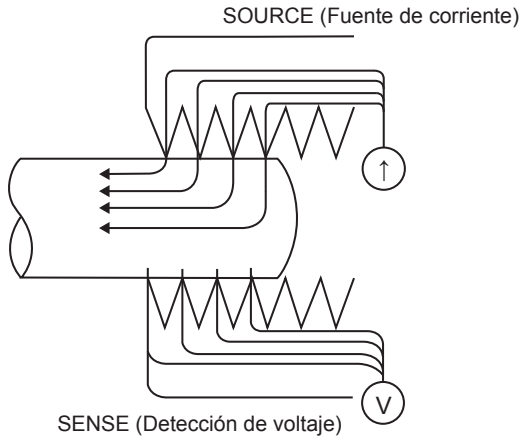 SOURCE (Fuente de corriente)
↑
V
SENSE (Detección de voltaje)